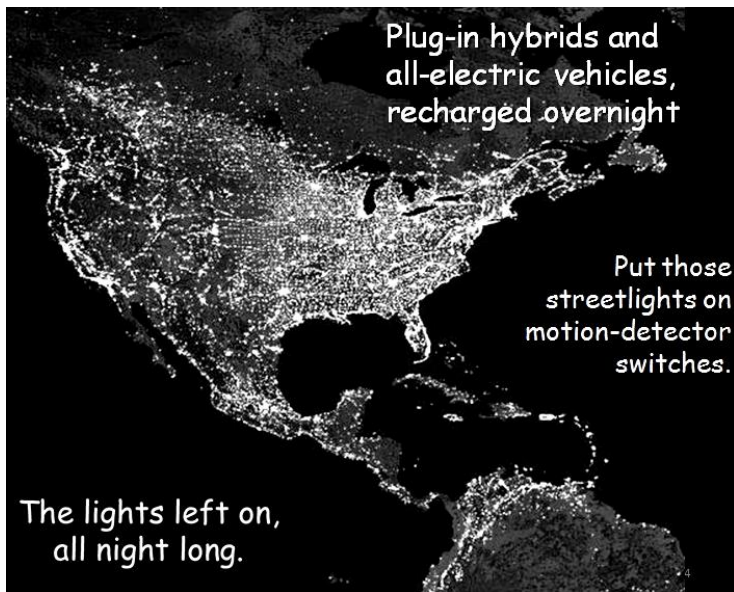 Plug-in hybrids and
all-electric vehicles,
recharged overnight
Put those
streetlights on
motion-detector
switches.
The lights left on,
all night long.
4